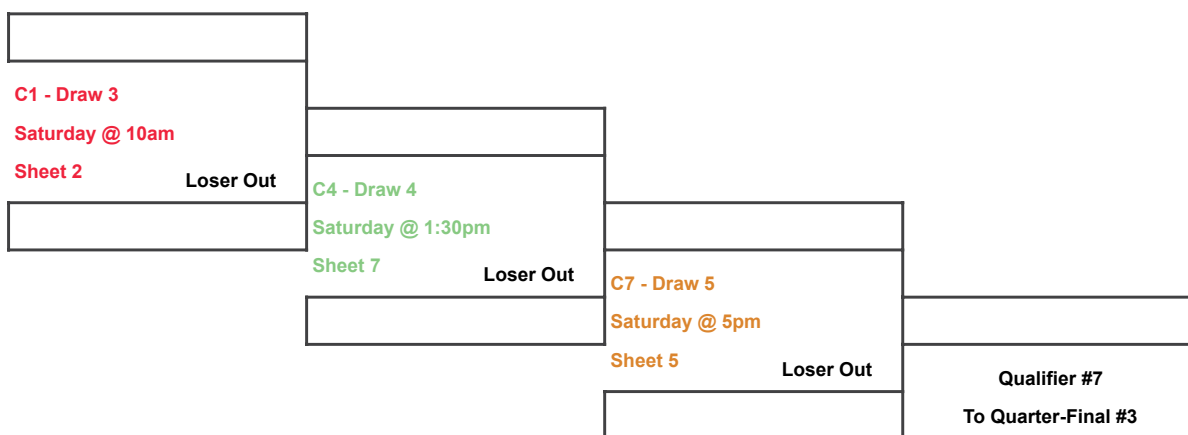 C1 - Draw 3
Saturday @ 10am
Sheet 2
Loser Out
C4 - Draw 4
Saturday @ 1:30pm
Sheet 7
Loser Out
C7 - Draw 5
Saturday @ 5pm
Sheet 5
Loser Out
Qualifier #7
To Quarter-Final #3